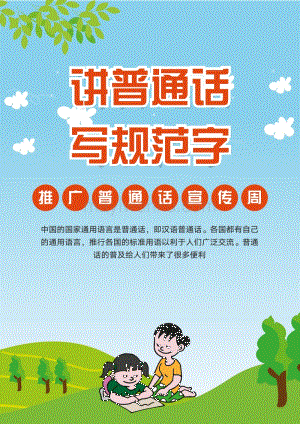 讲普通话
写规范字
推广普通话宣传周
中国的国家通用语言是普通话，即汉语普通话。各国都有自己
的通用语言，推行各国的标准用语以利于人们广泛交流。普通
话的普及给人们带来了很多便利